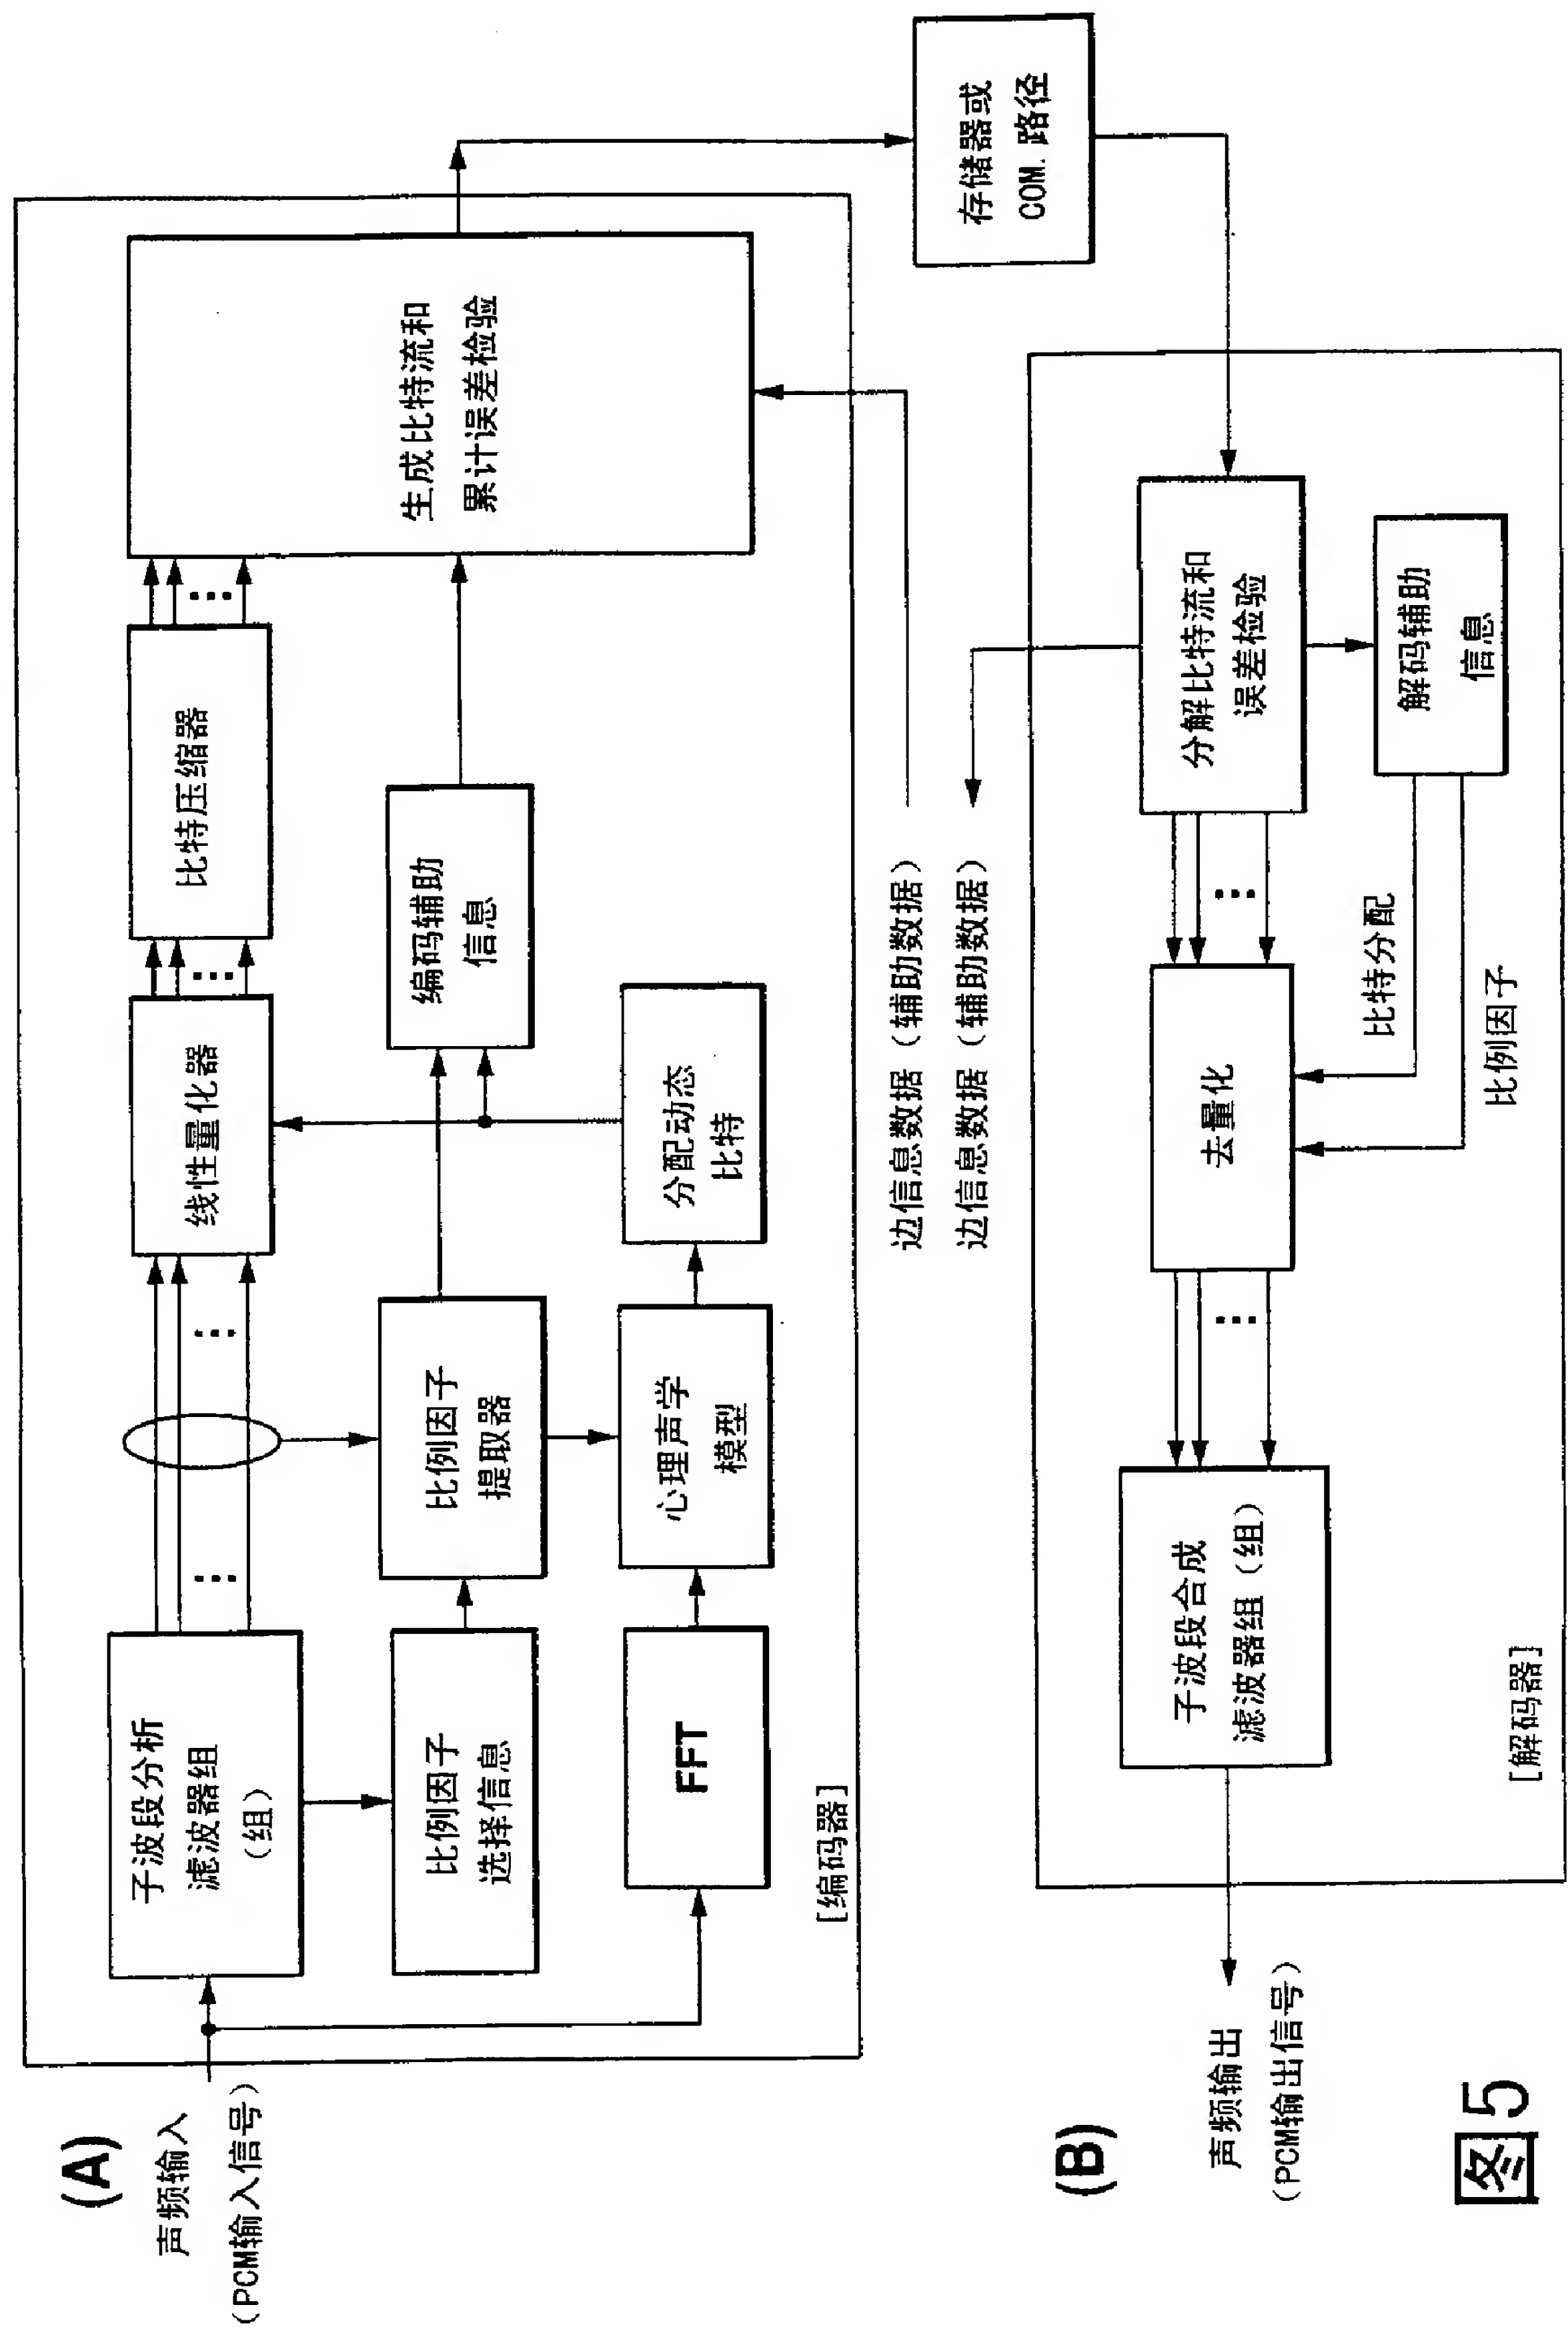 (A)
声频输入
（PCM输入信号）
子波段分析
滤波器组
（组）
线性量化器
比特压缩器
生成比特流和
累计误差检验
比例因子
选择信息
比例因子
提取器
编码辅助
信息
FFT
心理声学
模型
分配动态
比特
[编码器]
边信息数据（辅助数据）
边信息数据（辅助数据）
存储器或
COM.路径
(B)
声频输出
（PCM输出信号）
子波段合成
滤波器组（组）
去量化
分解比特流和
误差检验
比特分配
解码辅助
信息
比例因子
[解码器]
图5